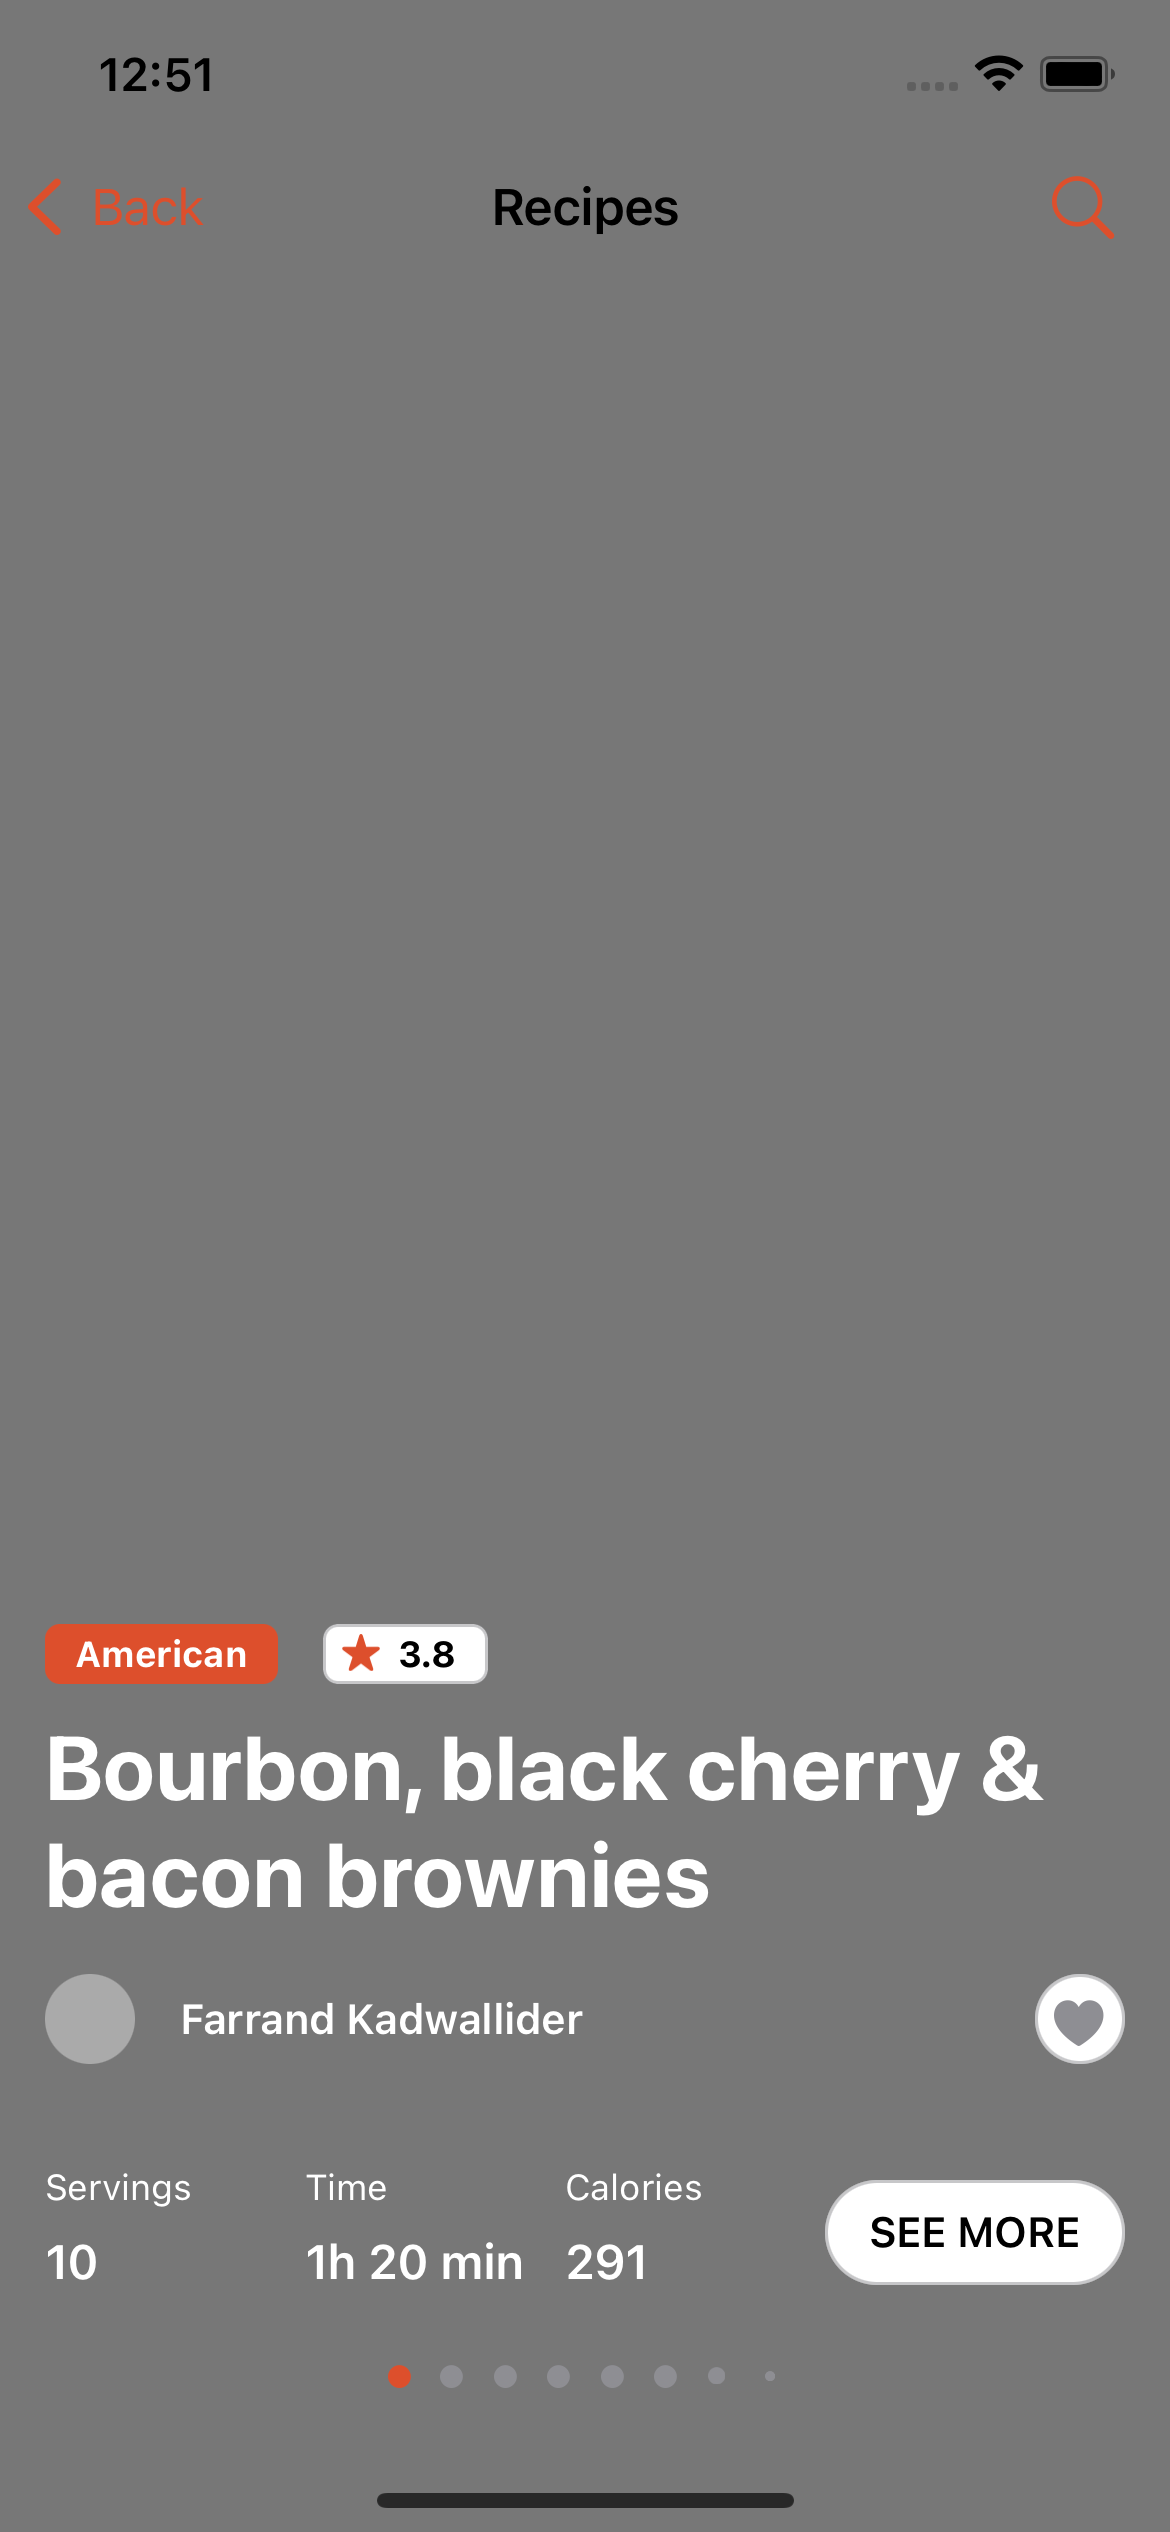 12:51
Back
Recipes
American
3.8
Bourbon, black cherry &
bacon brownies
Farrand Kadwallider
Servings
Time
Calories
10
1h 20 min
291
SEE MORE